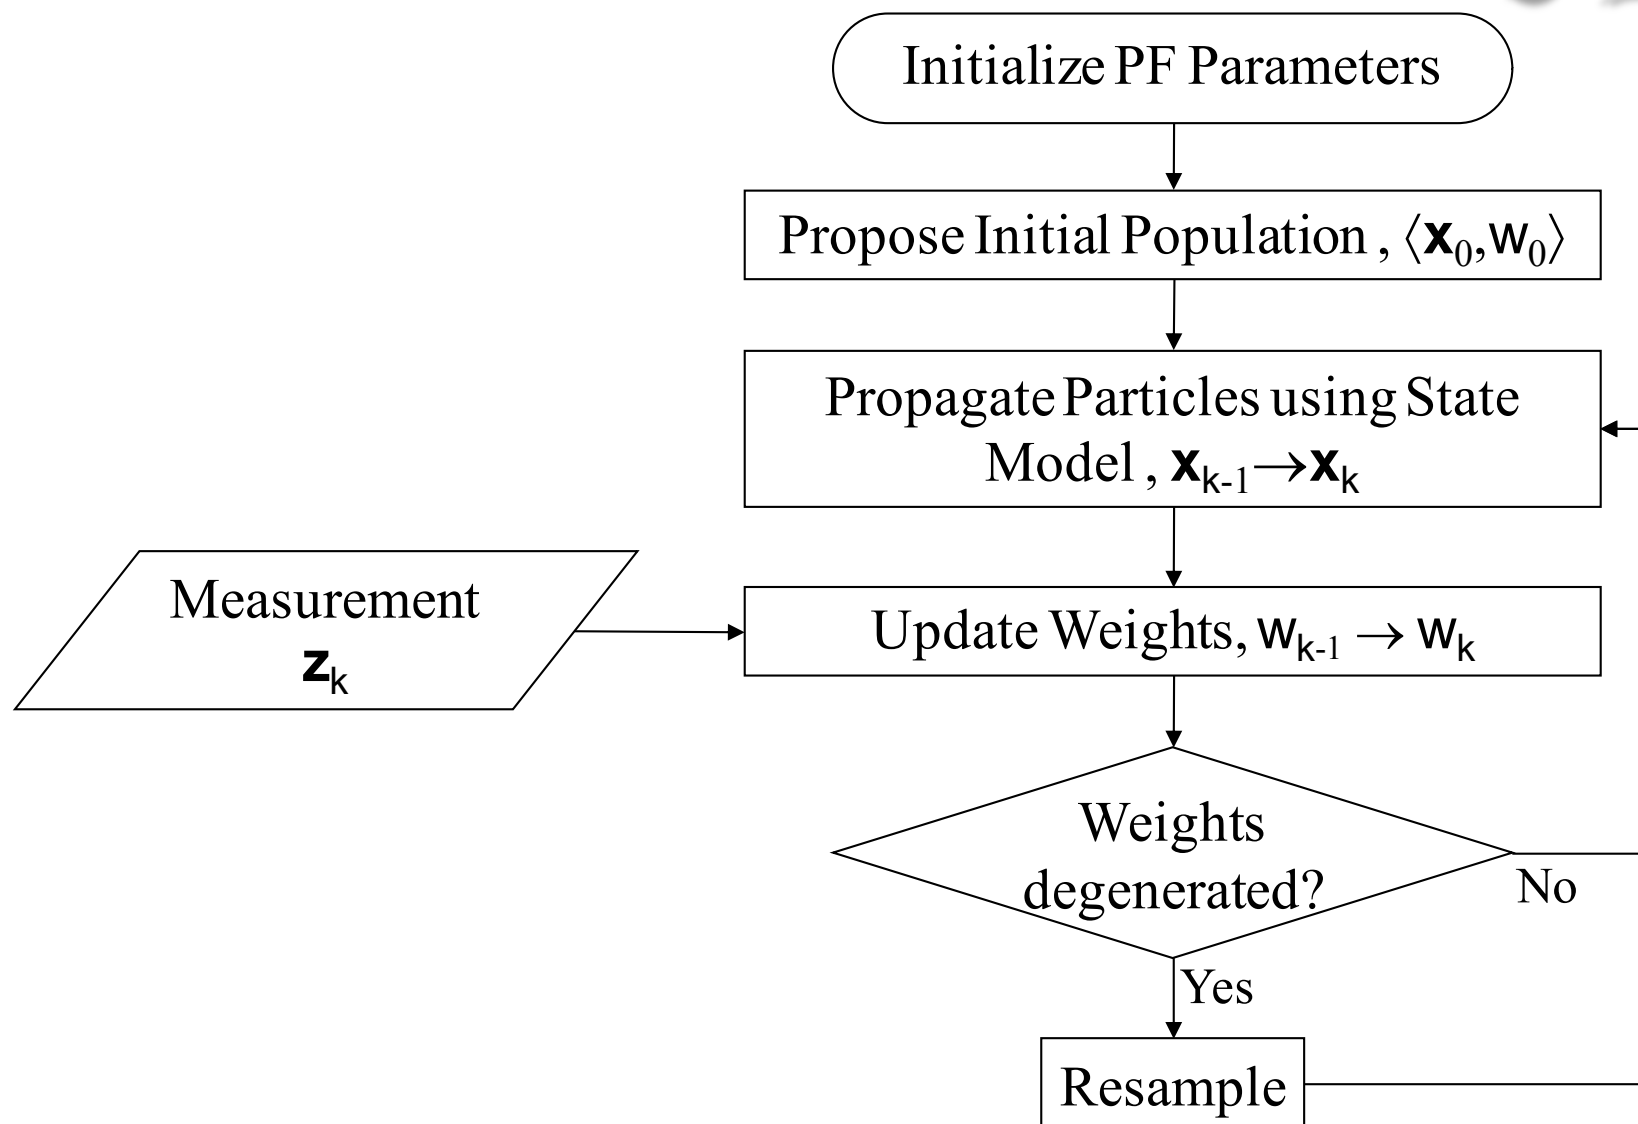 Initialize PF Parameters
Propose Initial Population , ⟨x₀,w₀⟩
Propagate Particles using State
Model , xₖ₋₁→xₖ
Measurement
zₖ
Update Weights, wₖ₋₁ → wₖ
Weights
degenerated?
No
Yes
Resample